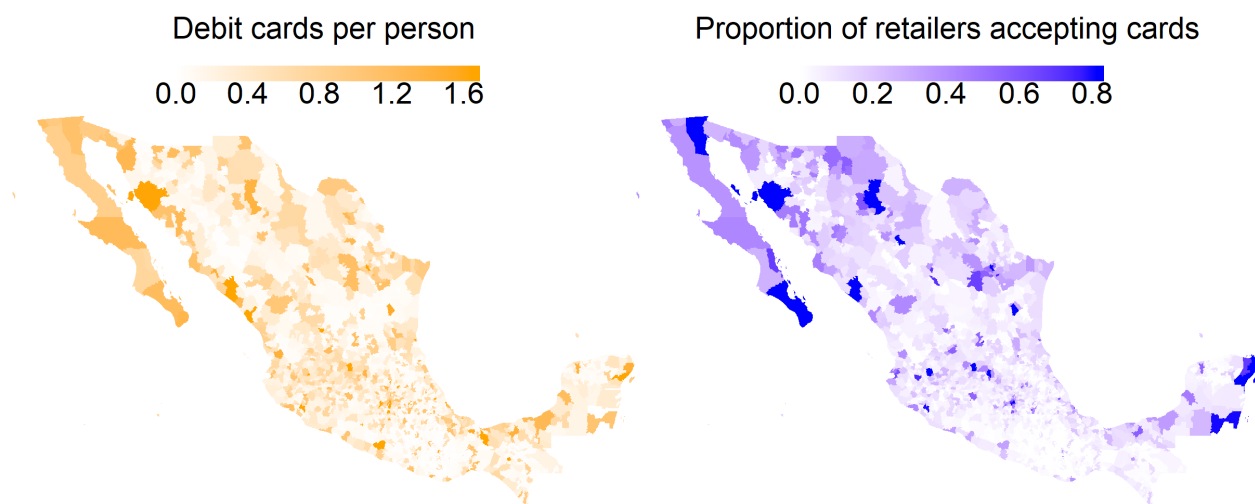 Debit cards per person
0.0 0.4 0.8 1.2 1.6
Proportion of retailers accepting cards
0.0 0.2 0.4 0.6 0.8